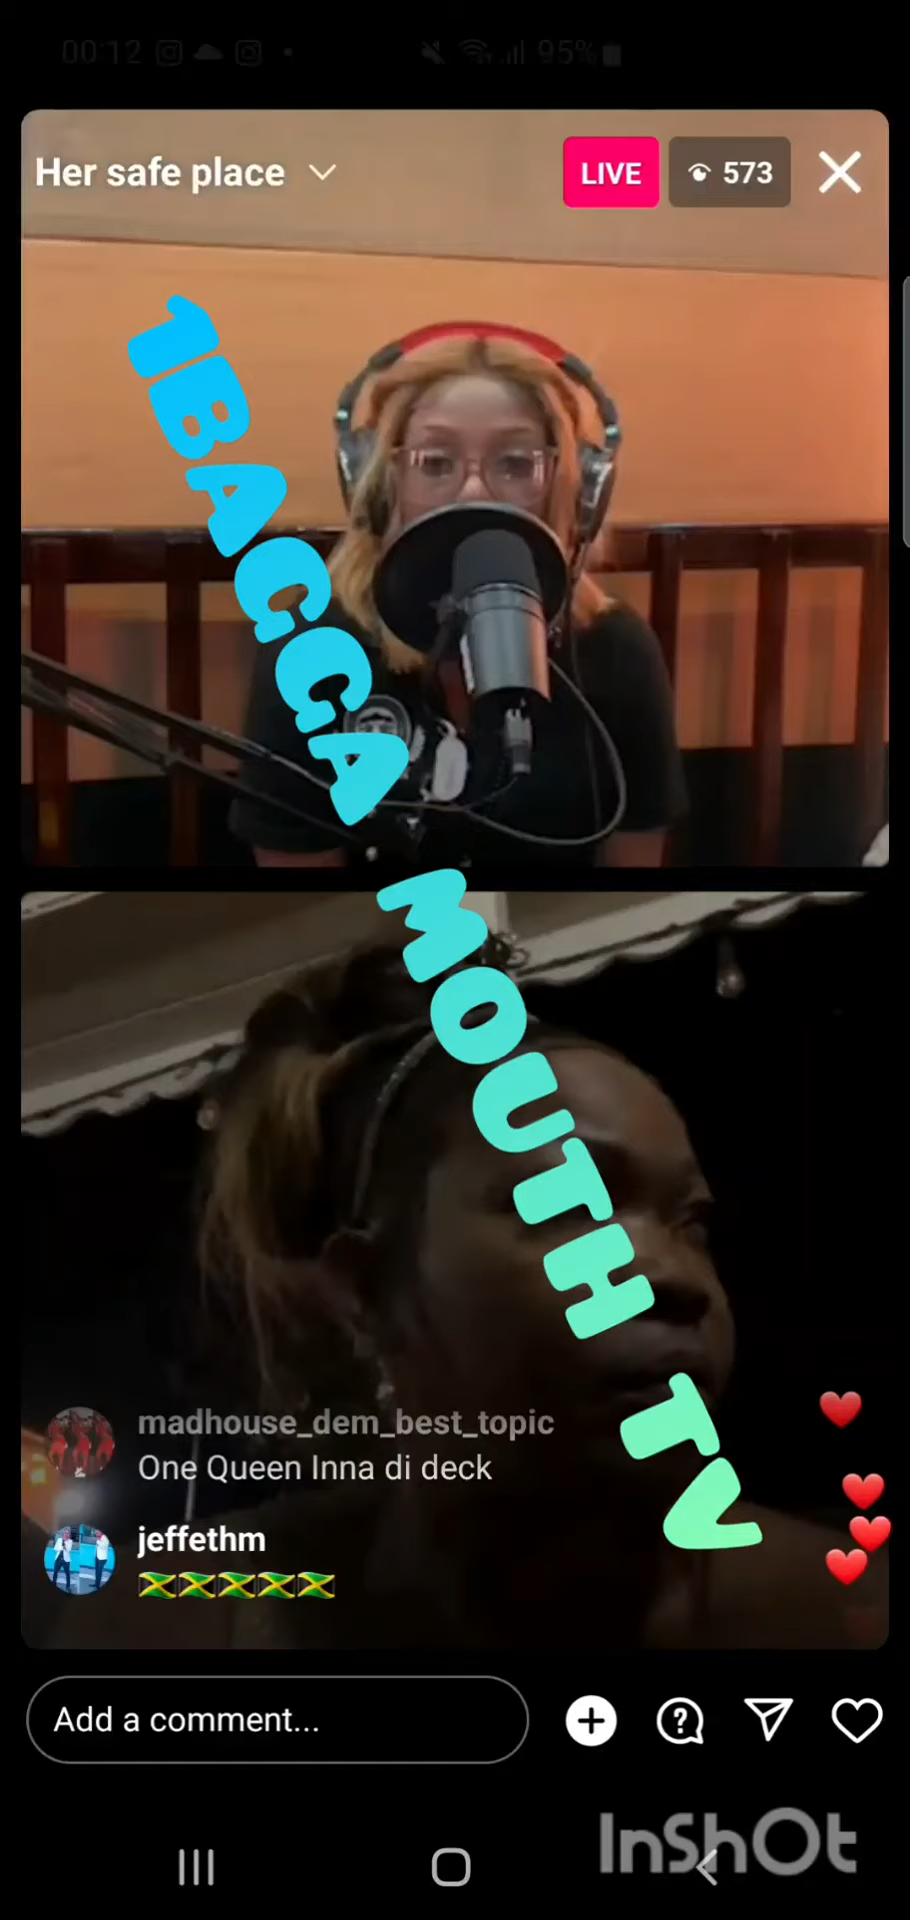 00:12
95%
Her safe place
LIVE
573
1BAGGA MOUTH TV
madhouse_dem_best_topic
One Queen Inna di deck
jeffethm
🇯🇲🇯🇲🇯🇲🇯🇲🇯🇲
Add a comment...
InShOt